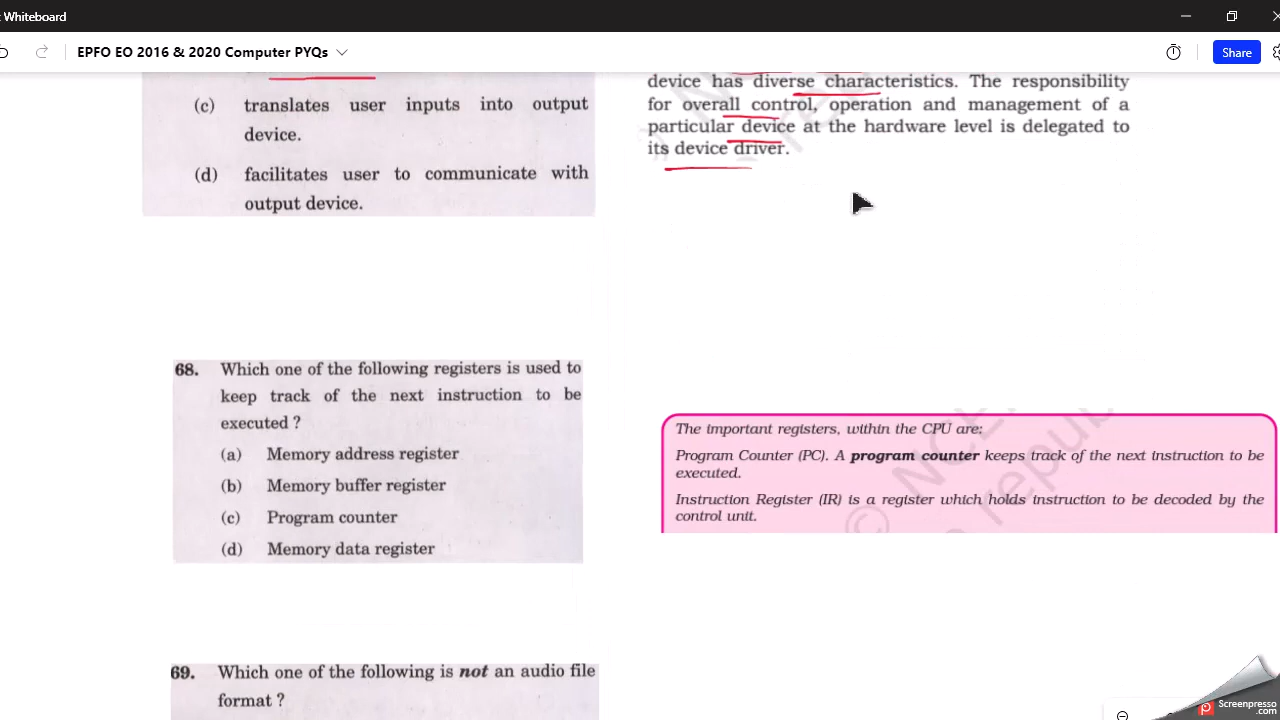 Whiteboard
EPFO EO 2016 & 2020 Computer PYQs
Share
(c) translates user inputs into output
device.
(d) facilitates user to communicate with
output device.
device has diverse characteristics. The responsibility
for overall control, operation and management of a
particular device at the hardware level is delegated to
its device driver.
68. Which one of the following registers is used to
keep track of the next instruction to be
executed ?
(a) Memory address register
(b) Memory buffer register
(c) Program counter
(d) Memory data register
The important registers, within the CPU are;
Program Counter (PC). A program counter keeps track of the next instruction to be
executed.
Instruction Register (IR) is a register which holds instruction to be decoded by the
control unit.
69. Which one of the following is not an audio file
format ?
Screenpresso
.com